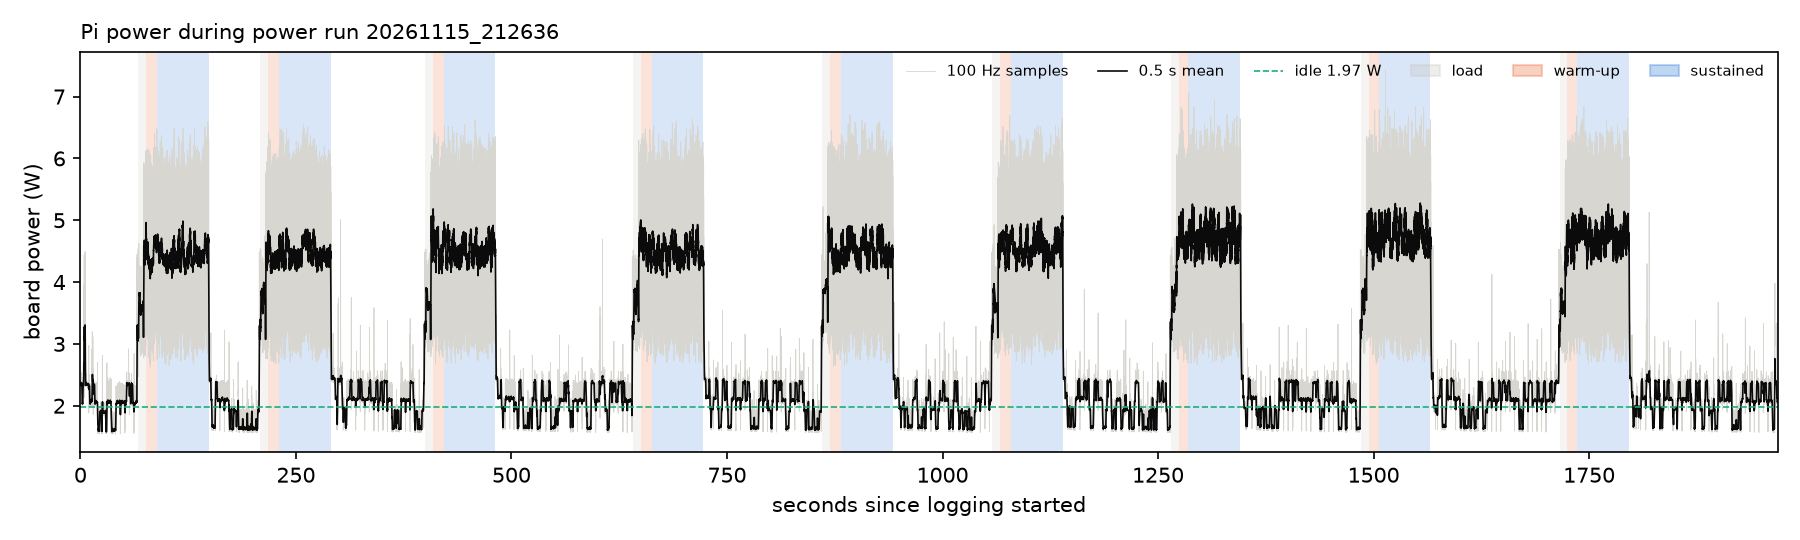 Pi power during power run 20261115_212636
100 Hz samples 0.5 s mean idle 1.97 W load warm-up sustained
board power (W)
7
6
5
4
3
2
0 250 500 750 1000 1250 1500 1750
seconds since logging started